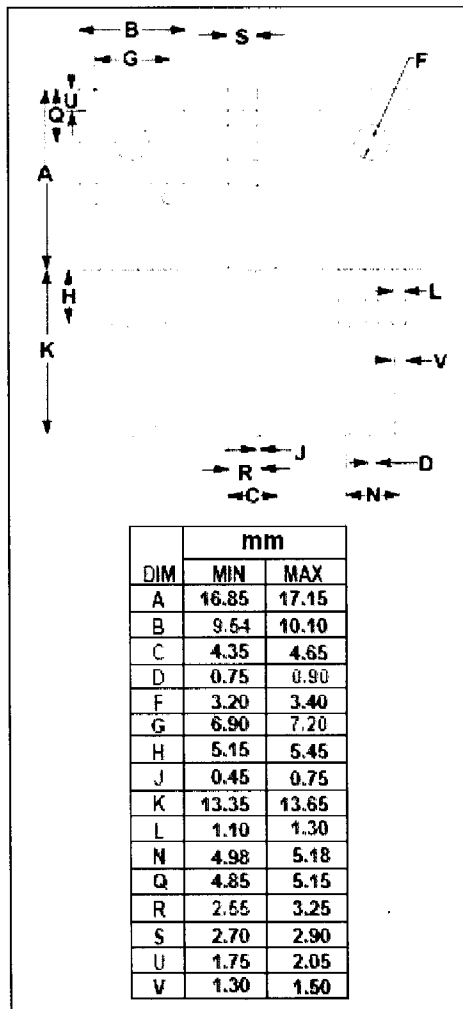 B S
G F
U
Q
A
H L
K V
J
R D
C N
mm
DIM MIN MAX
A 16.85 17.15
B 9.54 10.10
C 4.35 4.65
D 0.75 0.90
F 3.20 3.40
G 6.90 7.20
H 5.15 5.45
J 0.45 0.75
K 13.35 13.65
L 1.10 1.30
N 4.98 5.18
Q 4.85 5.15
R 2.55 3.25
S 2.70 2.90
U 1.75 2.05
V 1.30 1.50